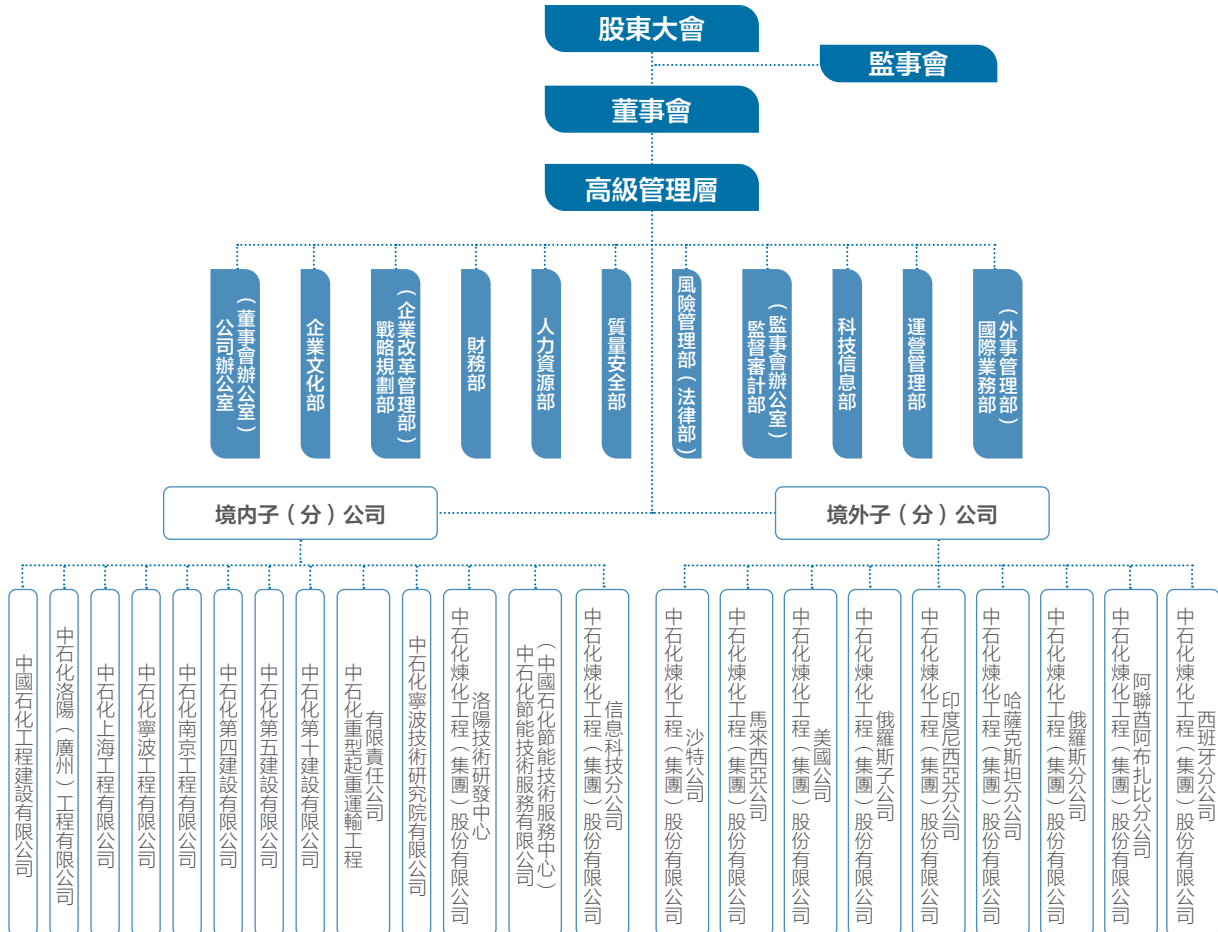 股東大會
監事會
董事會
高級管理層
公司辦公室
（董事會辦公室）
企業文化部
戰略規劃部
（企業改革管理部）
財務部
人力資源部
質量安全部
風險管理部（法律部）
監督審計部
（監事會辦公室）
科技信息部
運營管理部
國際業務部
（外事管理部）
境内子（分）公司
境外子（分）公司
中國石化工程建設有限公司
中石化洛陽（廣州）工程有限公司
中石化上海工程有限公司
中石化寧波工程有限公司
中石化南京工程有限公司
中石化第四建設有限公司
中石化第五建設有限公司
中石化第十建設有限公司
中石化重型起重運輸工程
有限責任公司
中石化寧波技術研究院有限公司
中石化煉化工程（集團）股份有限公司
洛陽技術研發中心
中石化節能技術服務有限公司
（中國石化節能技術服務中心）
中石化煉化工程（集團）股份有限公司
信息科技分公司
中石化煉化工程（集團）股份有限公司
沙特公司
中石化煉化工程（集團）股份有限公司
馬來西亞公司
中石化煉化工程（集團）股份有限公司
美國公司
中石化煉化工程（集團）股份有限公司
俄羅斯子公司
中石化煉化工程（集團）股份有限公司
印度尼西亞分公司
中石化煉化工程（集團）股份有限公司
哈薩克斯坦分公司
中石化煉化工程（集團）股份有限公司
俄羅斯分公司
中石化煉化工程（集團）股份有限公司
阿聯酋阿布扎比分公司
中石化煉化工程（集團）股份有限公司
西班牙分公司